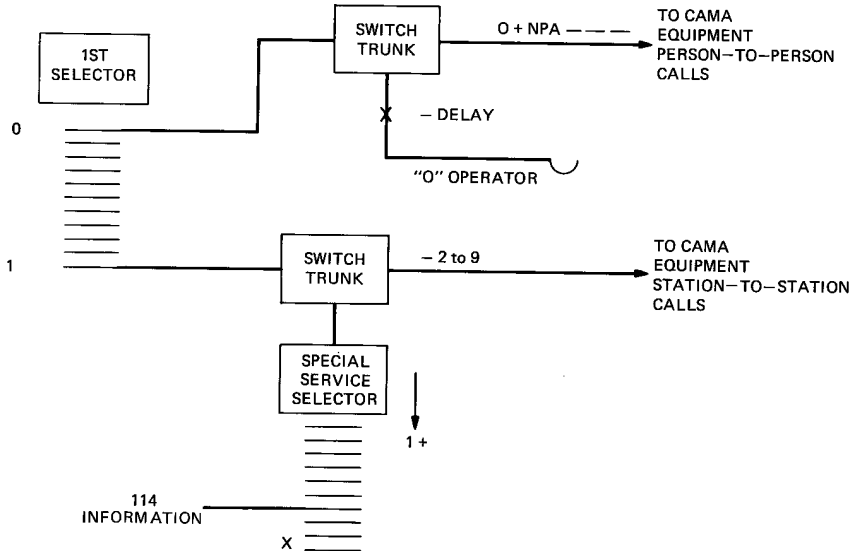 1ST
SELECTOR
SWITCH
TRUNK
O + NPA — — — —
TO CAMA
EQUIPMENT
PERSON—TO—PERSON
CALLS
0
X
— DELAY
"O" OPERATOR
1
SWITCH
TRUNK
— 2 to 9
TO CAMA
EQUIPMENT
STATION—TO—STATION
CALLS
SPECIAL
SERVICE
SELECTOR
1 +
114
INFORMATION
X